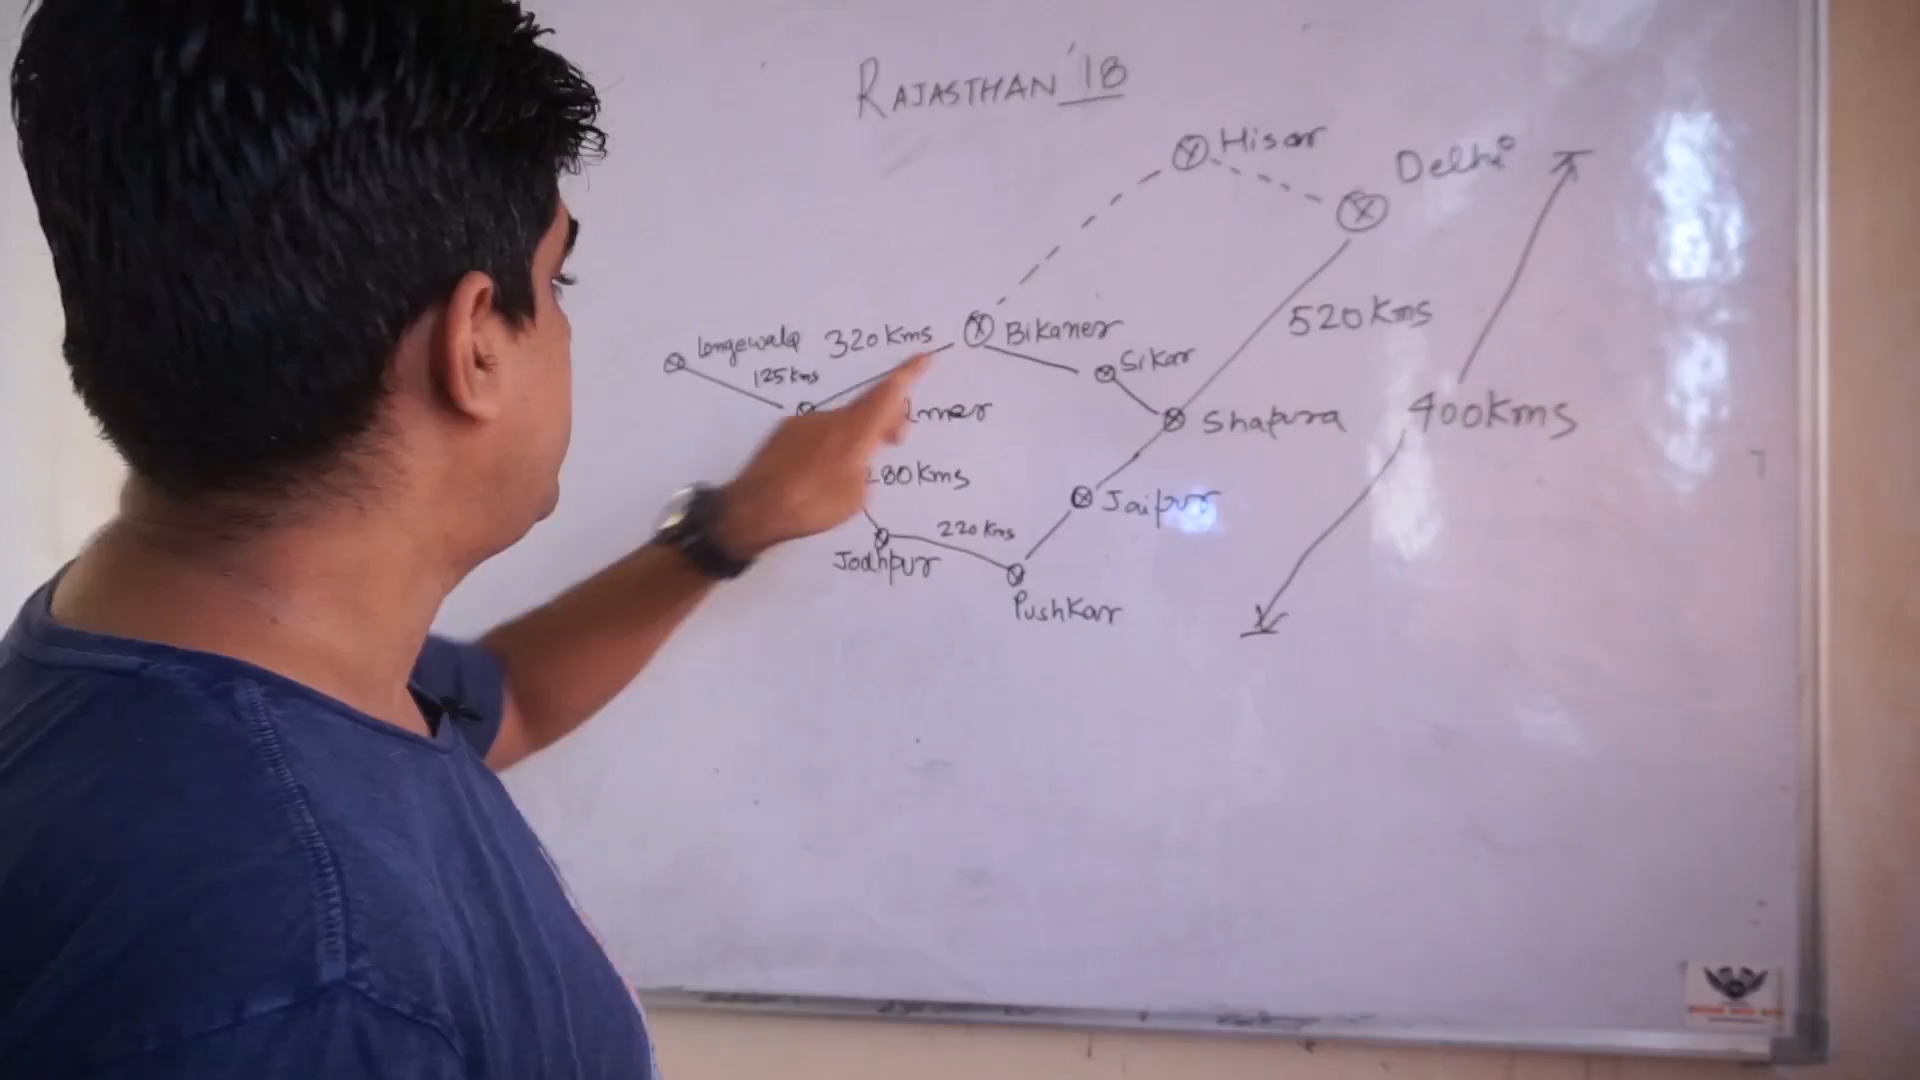 RAJASTHAN '18
Hisar
Delhi
520 Kms
Longewala
320 Kms
Bikaner
Sikar
125 kms
lmer
Shapura
400 Kms
280 Kms
Jaipur
220 Kms
Jodhpur
Pushkar